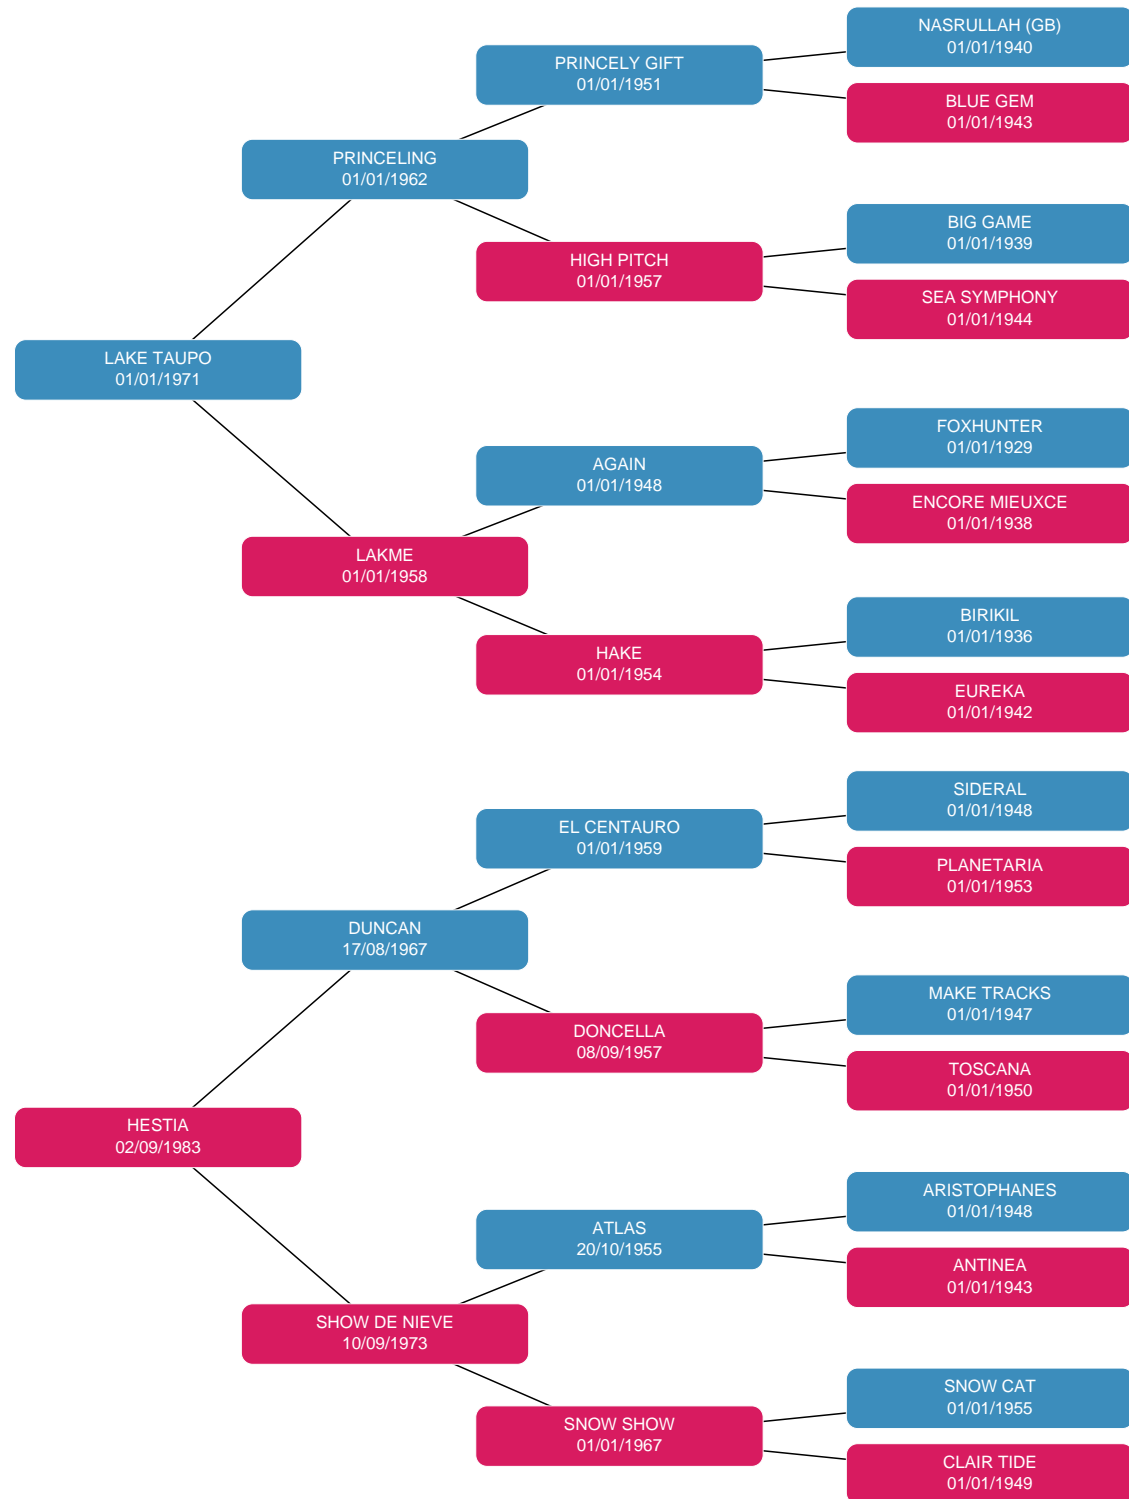 NASRULLAH (GB)
01/01/1940
PRINCELY GIFT
01/01/1951
BLUE GEM
01/01/1943
PRINCELING
01/01/1962
BIG GAME
01/01/1939
HIGH PITCH
01/01/1957
SEA SYMPHONY
01/01/1944
LAKE TAUPO
01/01/1971
FOXHUNTER
01/01/1929
AGAIN
01/01/1948
ENCORE MIEUXCE
01/01/1938
LAKME
01/01/1958
BIRIKIL
01/01/1936
HAKE
01/01/1954
EUREKA
01/01/1942
SIDERAL
01/01/1948
EL CENTAURO
01/01/1959
PLANETARIA
01/01/1953
DUNCAN
17/08/1967
MAKE TRACKS
01/01/1947
DONCELLA
08/09/1957
TOSCANA
01/01/1950
HESTIA
02/09/1983
ARISTOPHANES
01/01/1948
ATLAS
20/10/1955
ANTINEA
01/01/1943
SHOW DE NIEVE
10/09/1973
SNOW CAT
01/01/1955
SNOW SHOW
01/01/1967
CLAIR TIDE
01/01/1949